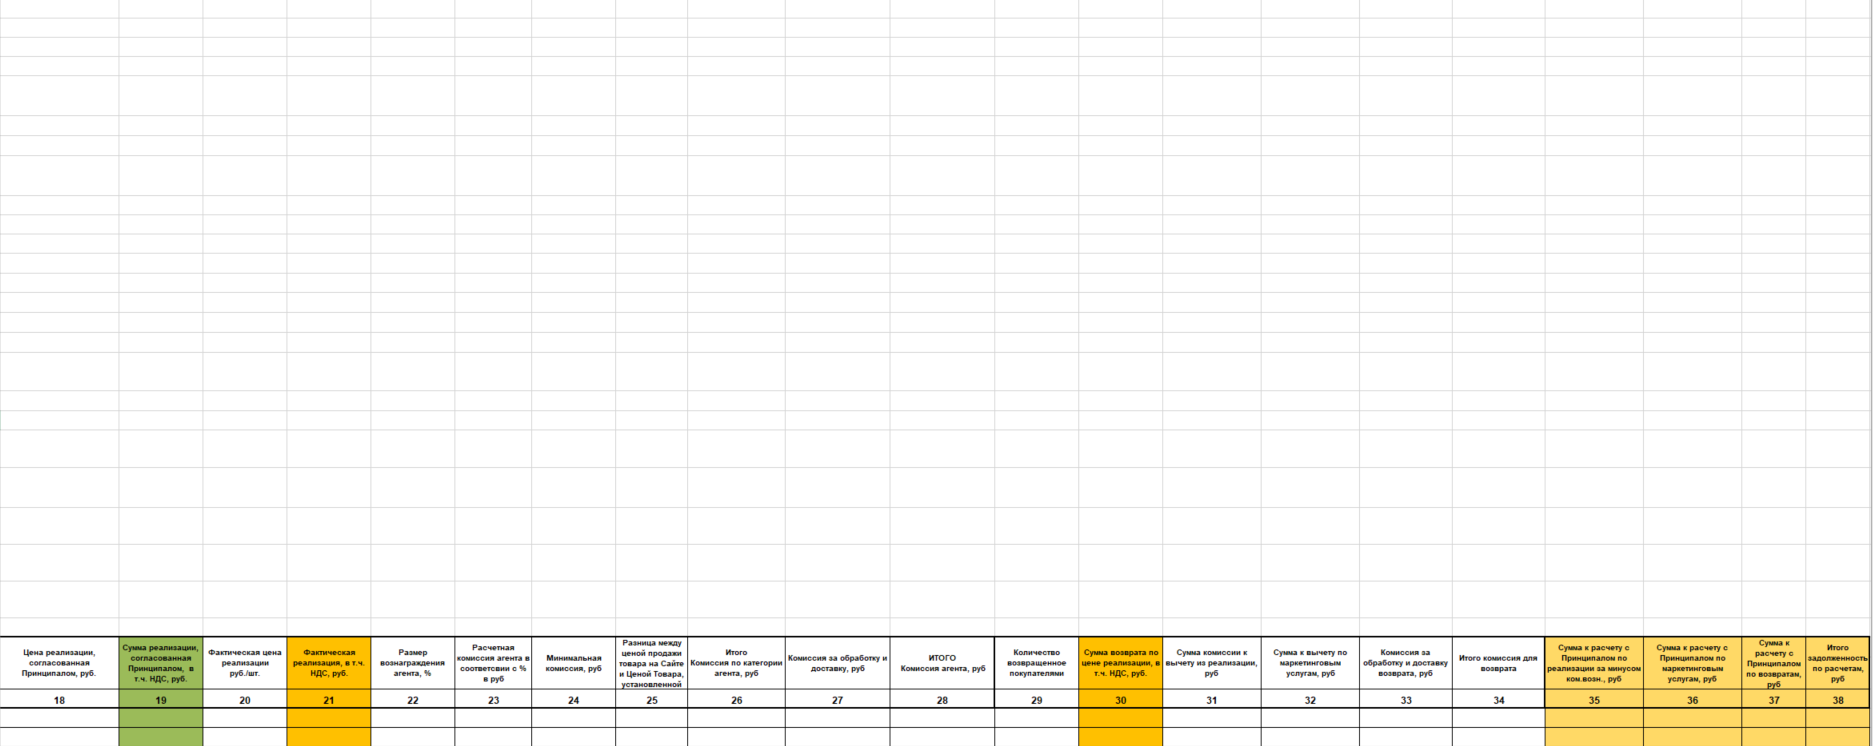 Цена реализации,
согласованная
Принципалом, руб.
Сумма реализации,
согласованная
Принципалом, в
т.ч. НДС, руб.
Фактическая цена
реализации
руб./шт.
Фактическая
реализация, в т.ч.
НДС, руб.
Размер
вознаграждения
агента, %
Расчетная
комиссия агента в
соответсвии с %
в руб
Минимальная
комиссия, руб
Разница между
ценой продажи
товара на Сайте
и Ценой Товара,
установленной
Итого
Комиссия по категории
агента, руб
Комиссия за обработку и
доставку, руб
ИТОГО
Комиссия агента, руб
Количество
возвращенное
покупателями
Сумма возврата по
цене реализации, в
т.ч. НДС, руб.
Сумма комиссии к
вычету из реализации,
руб
Сумма к вычету по
маркетинговым
услугам, руб
Комиссия за
обработку и доставку
возврата, руб
Итого комиссия для
возврата
Сумма к расчету с
Принципалом по
реализации за минусом
ком.возн., руб
Сумма к расчету с
Принципалом по
маркетинговым
услугам, руб
Сумма к
расчету с
Принципалом
по возвратам,
руб
Итого
задолженность
по расчетам,
руб
18 19 20 21 22 23 24 25 26 27 28 29 30 31 32 33 34 35 36 37 38